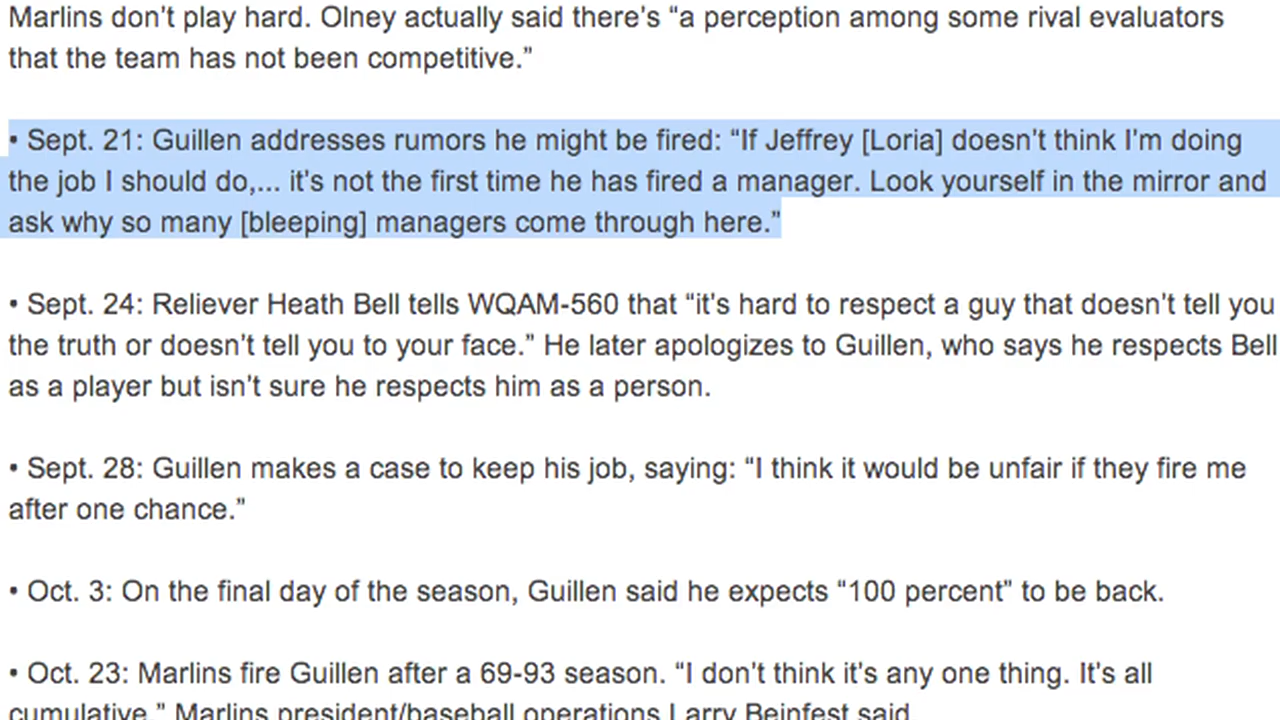 Marlins don’t play hard. Olney actually said there’s “a perception among some rival evaluators
that the team has not been competitive.”
• Sept. 21: Guillen addresses rumors he might be fired: “If Jeffrey [Loria] doesn’t think I’m doing
the job I should do,... it’s not the first time he has fired a manager. Look yourself in the mirror and
ask why so many [bleeping] managers come through here.”
• Sept. 24: Reliever Heath Bell tells WQAM-560 that “it’s hard to respect a guy that doesn’t tell you
the truth or doesn’t tell you to your face.” He later apologizes to Guillen, who says he respects Bell
as a player but isn’t sure he respects him as a person.
• Sept. 28: Guillen makes a case to keep his job, saying: “I think it would be unfair if they fire me
after one chance.”
• Oct. 3: On the final day of the season, Guillen said he expects “100 percent” to be back.
• Oct. 23: Marlins fire Guillen after a 69-93 season. “I don’t think it’s any one thing. It’s all
cumulative,” Marlins president/baseball operations Larry Beinfest said